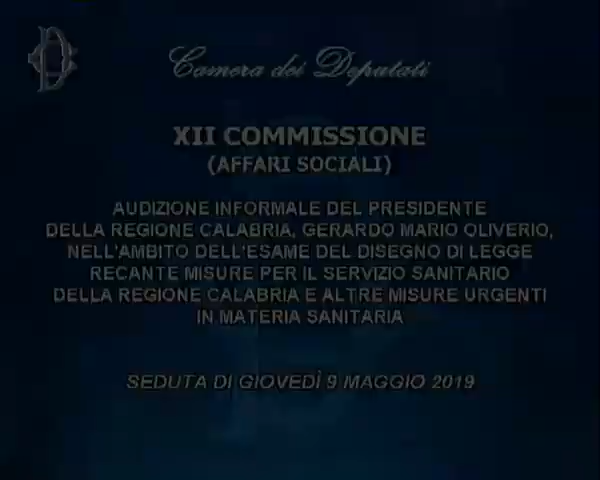 Camera dei Deputati
XII COMMISSIONE
(AFFARI SOCIALI)
AUDIZIONE INFORMALE DEL PRESIDENTE
DELLA REGIONE CALABRIA, GERARDO MARIO OLIVERIO,
NELL'AMBITO DELL'ESAME DEL DISEGNO DI LEGGE
RECANTE MISURE PER IL SERVIZIO SANITARIO
DELLA REGIONE CALABRIA E ALTRE MISURE URGENTI
IN MATERIA SANITARIA
SEDUTA DI GIOVEDÌ 9 MAGGIO 2019